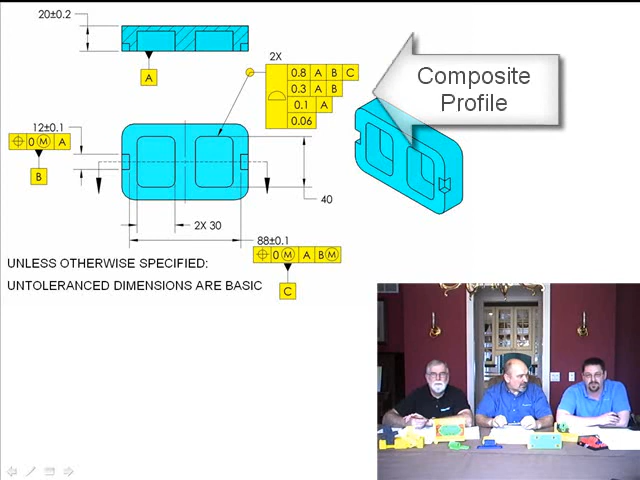 20±0.2
A
2X
0.8 A B C
0.3 A B
0.1 A
0.06
Composite
Profile
12±0.1
⌖ 0 Ⓜ A
B
40
2X 30
88±0.1
⌖ 0 Ⓜ A BⓂ
C
UNLESS OTHERWISE SPECIFIED:
UNTOLERANCED DIMENSIONS ARE BASIC